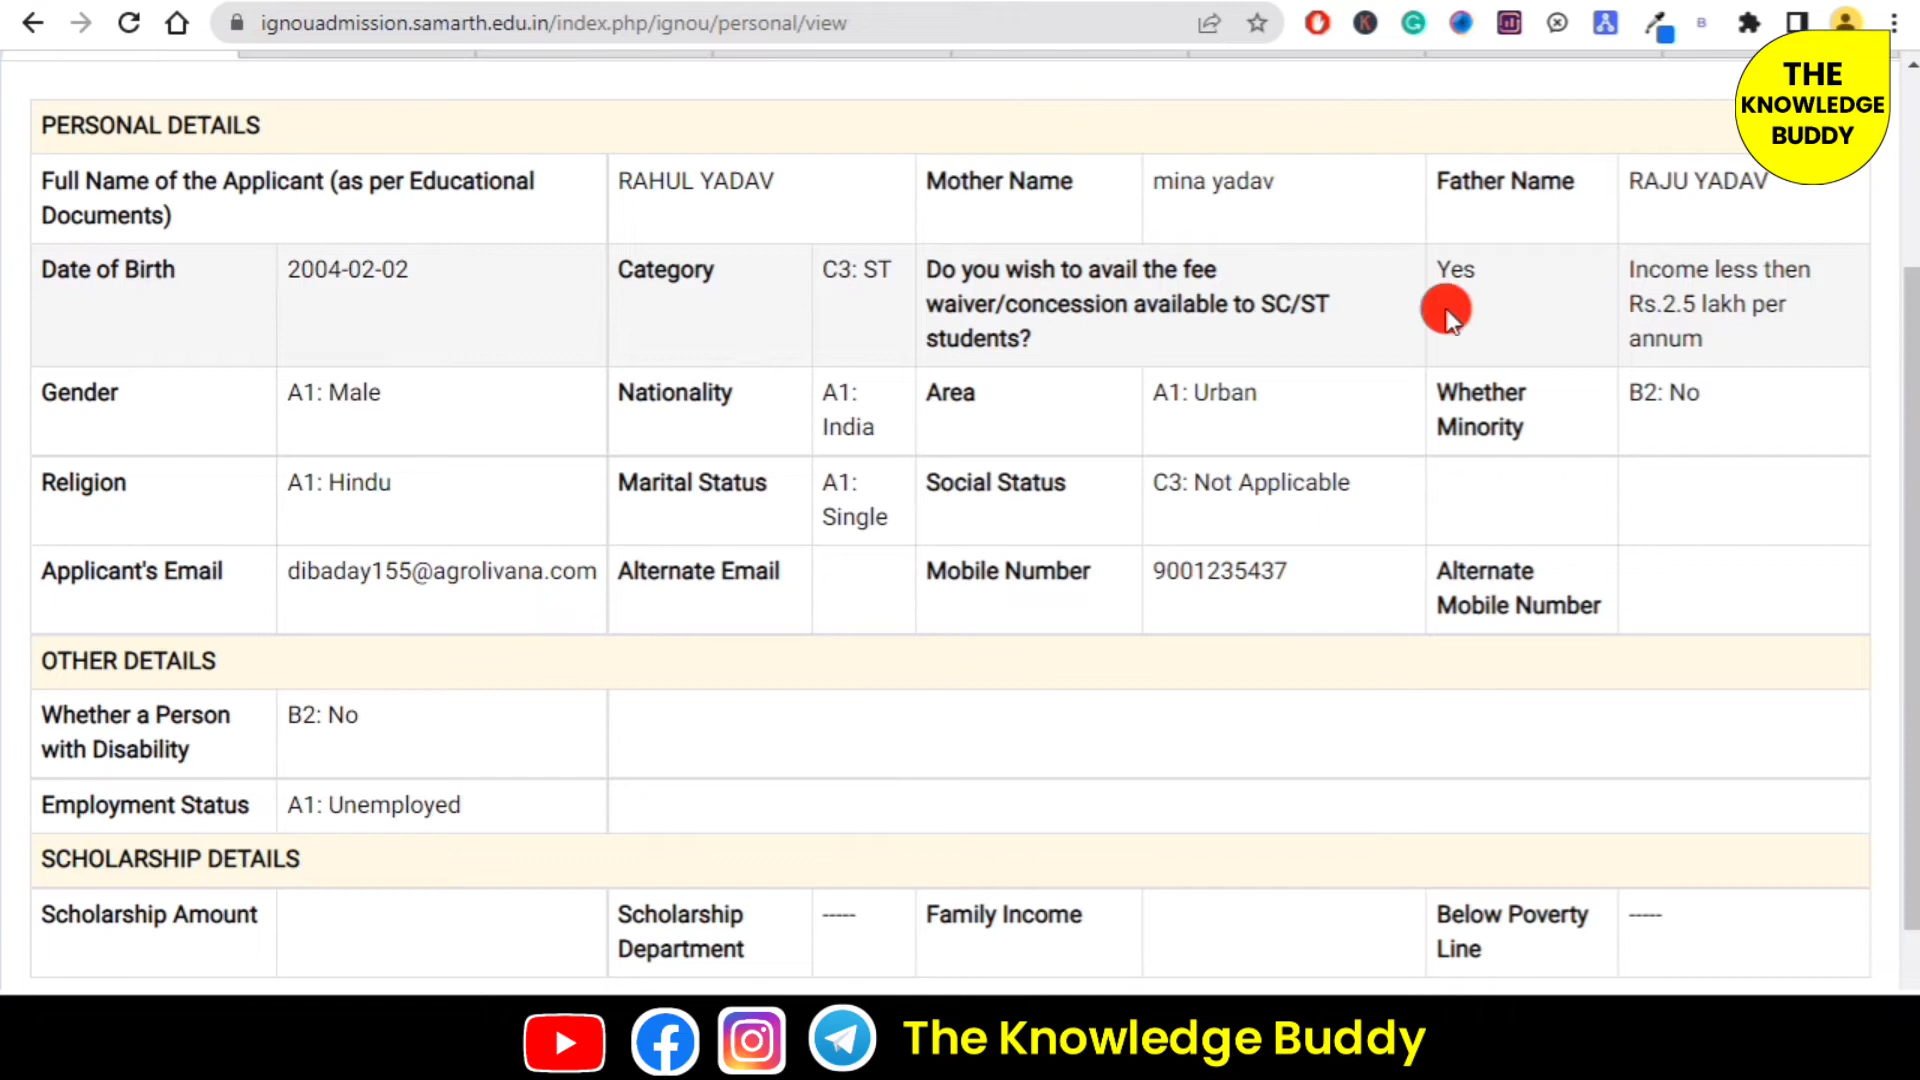 ignouadmission.samarth.edu.in/index.php/ignou/personal/view
THE
KNOWLEDGE
BUDDY
PERSONAL DETAILS
Full Name of the Applicant (as per Educational
Documents)
RAHUL YADAV
Mother Name
mina yadav
Father Name
RAJU YADAV
Date of Birth
2004-02-02
Category
C3: ST
Do you wish to avail the fee
waiver/concession available to SC/ST
students?
Yes
Income less then
Rs.2.5 lakh per
annum
Gender
A1: Male
Nationality
A1:
India
Area
A1: Urban
Whether
Minority
B2: No
Religion
A1: Hindu
Marital Status
A1:
Single
Social Status
C3: Not Applicable
Applicant's Email
dibaday155@agrolivana.com
Alternate Email
Mobile Number
9001235437
Alternate
Mobile Number
OTHER DETAILS
Whether a Person
with Disability
B2: No
Employment Status
A1: Unemployed
SCHOLARSHIP DETAILS
Scholarship Amount
Scholarship
Department
-----
Family Income
Below Poverty
Line
-----
The Knowledge Buddy